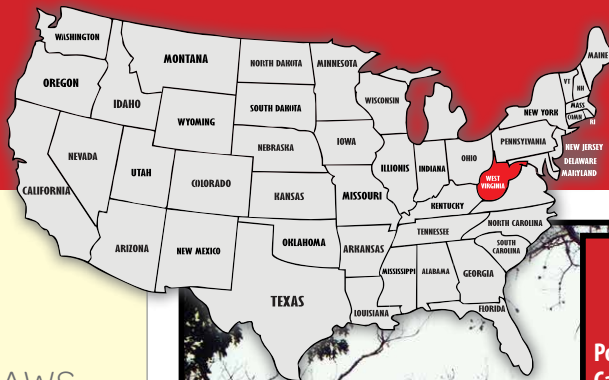 WASHINGTON
MONTANA
NORTH DAKOTA
MINNESOTA
MAINE
OREGON
IDAHO
WYOMING
SOUTH DAKOTA
WISCONSIN
VT
NH
MASS
CONN
RI
NEW YORK
NEVADA
UTAH
COLORADO
NEBRASKA
IOWA
ILLIONIS
INDIANA
OHIO
PENNSYLVANIA
NEW JERSEY
DELAWARE
MARYLAND
WEST
VIRGINIA
CALIFORNIA
KANSAS
MISSOURI
KENTUCKY
ARIZONA
NEW MEXICO
OKLAHOMA
ARKANSAS
TENNESSEE
NORTH CAROLINA
SOUTH
CAROLINA
MISSISSIPPI
ALABAMA
GEORGIA
TEXAS
LOUISIANA
FLORIDA
AWS